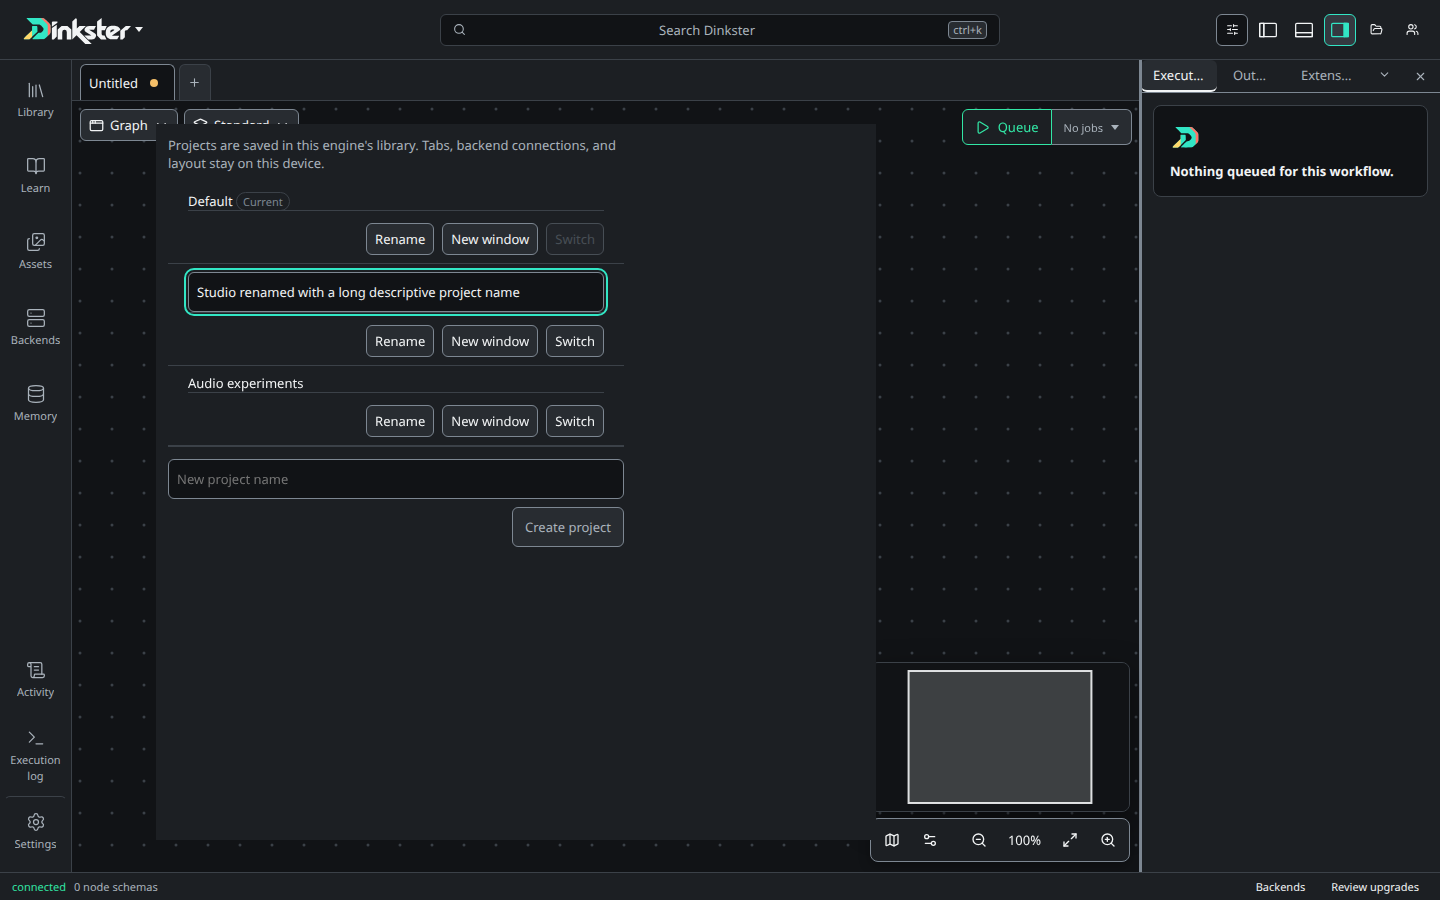 Dinkster
Search Dinkster
ctrl+k
Untitled
+
Execut...
Out...
Extens...
Library
Learn
Assets
Backends
Memory
Activity
Execution
log
Settings
Graph
Standard
Queue
No jobs
Nothing queued for this workflow.
Projects are saved in this engine's library. Tabs, backend connections, and
layout stay on this device.
Default Current
Rename New window Switch
Studio renamed with a long descriptive project name
Rename New window Switch
Audio experiments
Rename New window Switch
New project name
Create project
100%
connected 0 node schemas
Backends Review upgrades